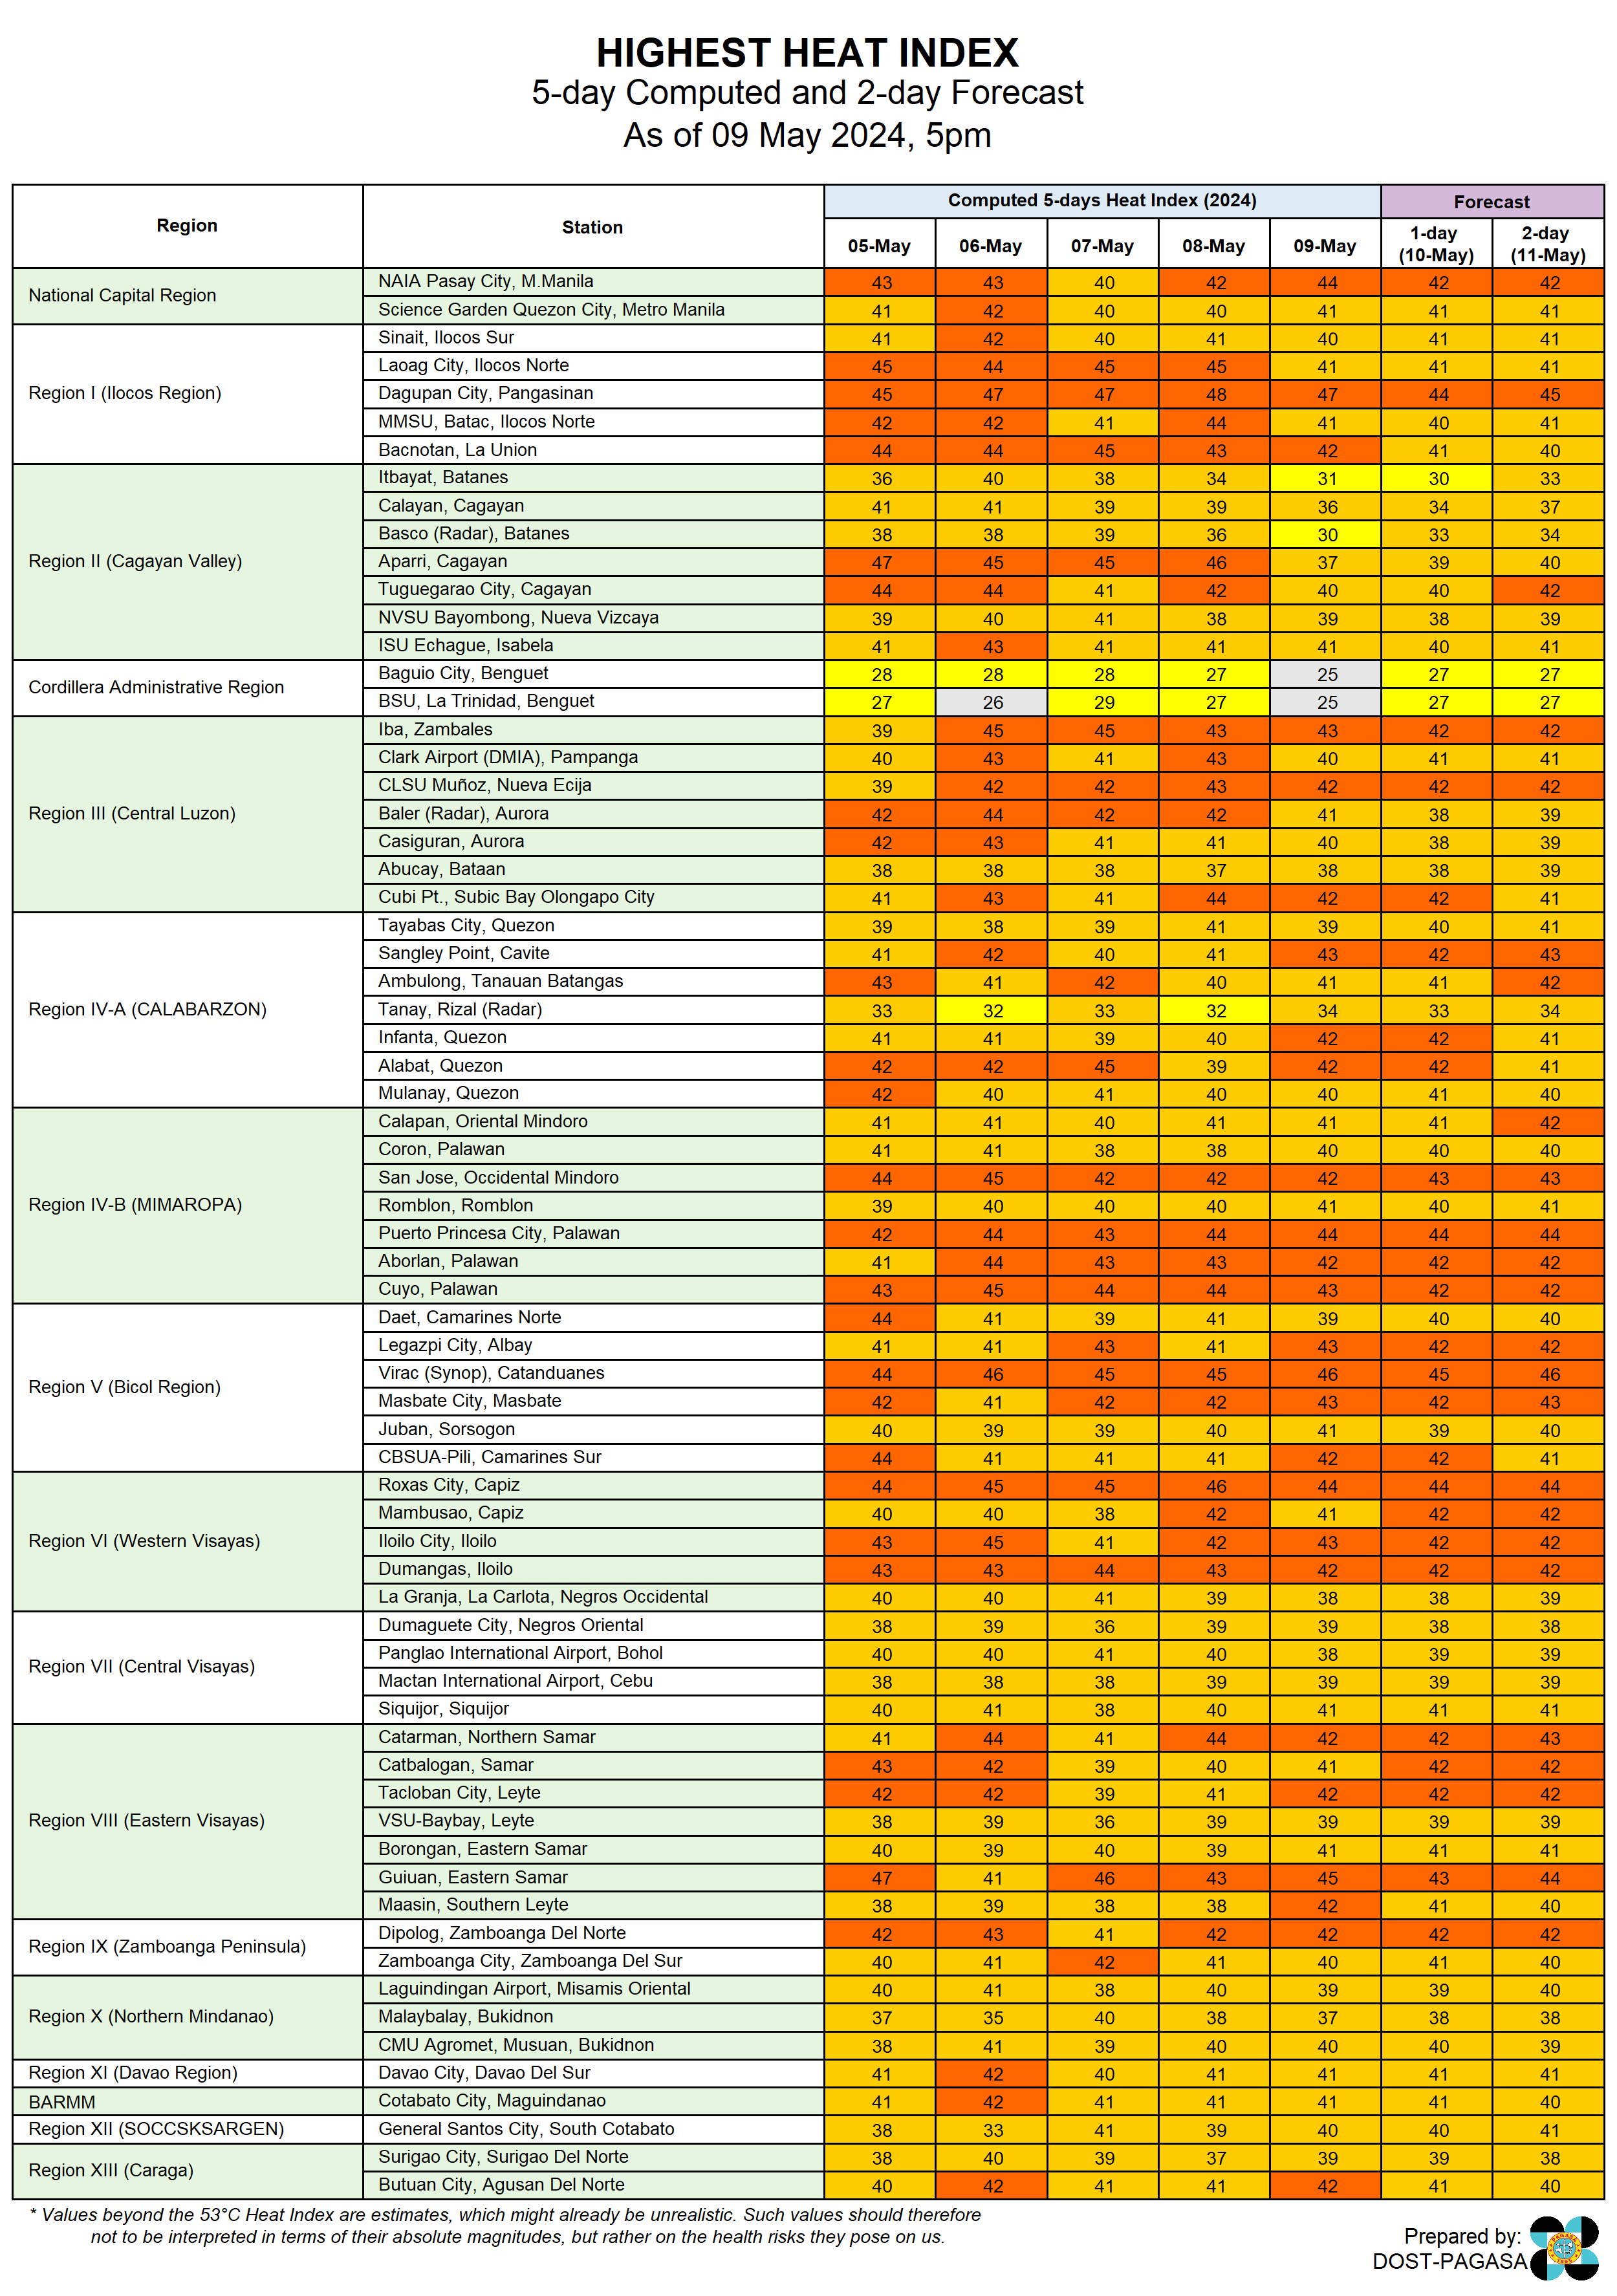 HIGHEST HEAT INDEX
5-day Computed and 2-day Forecast
As of 09 May 2024, 5pm
Region Station Computed 5-days Heat Index (2024) Forecast
05-May 06-May 07-May 08-May 09-May 1-day (10-May) 2-day (11-May)
National Capital Region
NAIA Pasay City, M.Manila 43 43 40 42 44 42 42
Science Garden Quezon City, Metro Manila 41 42 40 40 41 41 41
Region I (Ilocos Region)
Sinait, Ilocos Sur 41 42 40 41 40 41 41
Laoag City, Ilocos Norte 45 44 45 45 41 41 41
Dagupan City, Pangasinan 45 47 47 48 47 44 45
MMSU, Batac, Ilocos Norte 42 42 41 44 41 40 41
Bacnotan, La Union 44 44 45 43 42 41 40
Region II (Cagayan Valley)
Itbayat, Batanes 36 40 38 34 31 30 33
Calayan, Cagayan 41 41 39 39 36 34 37
Basco (Radar), Batanes 38 38 39 36 30 33 34
Aparri, Cagayan 47 45 45 46 37 39 40
Tuguegarao City, Cagayan 44 44 41 42 40 40 42
NVSU Bayombong, Nueva Vizcaya 39 40 41 38 39 38 39
ISU Echague, Isabela 41 43 41 41 41 40 41
Cordillera Administrative Region
Baguio City, Benguet 28 28 28 27 25 27 27
BSU, La Trinidad, Benguet 27 26 29 27 25 27 27
Region III (Central Luzon)
Iba, Zambales 39 45 45 43 43 42 42
Clark Airport (DMIA), Pampanga 40 43 41 43 40 41 41
CLSU Muñoz, Nueva Ecija 39 42 42 43 42 42 42
Baler (Radar), Aurora 42 44 42 42 41 38 39
Casiguran, Aurora 42 43 41 41 40 38 39
Abucay, Bataan 38 38 38 37 38 38 39
Cubi Pt., Subic Bay Olongapo City 41 43 41 44 42 42 41
Region IV-A (CALABARZON)
Tayabas City, Quezon 39 38 39 41 39 40 41
Sangley Point, Cavite 41 42 40 41 43 42 43
Ambulong, Tanauan Batangas 43 41 42 40 41 41 42
Tanay, Rizal (Radar) 33 32 33 32 34 33 34
Infanta, Quezon 41 41 39 40 42 42 41
Alabat, Quezon 42 42 45 39 42 42 41
Mulanay, Quezon 42 40 41 40 40 41 40
Region IV-B (MIMAROPA)
Calapan, Oriental Mindoro 41 41 40 41 41 41 42
Coron, Palawan 41 41 38 38 40 40 40
San Jose, Occidental Mindoro 44 45 42 42 42 43 43
Romblon, Romblon 39 40 40 40 41 40 41
Puerto Princesa City, Palawan 42 44 43 44 44 44 44
Aborlan, Palawan 41 44 43 43 42 42 42
Cuyo, Palawan 43 45 44 44 43 42 42
Region V (Bicol Region)
Daet, Camarines Norte 44 41 39 41 39 40 40
Legazpi City, Albay 41 41 43 41 43 42 42
Virac (Synop), Catanduanes 44 46 45 45 46 45 46
Masbate City, Masbate 42 41 42 42 43 42 43
Juban, Sorsogon 40 39 39 40 41 39 40
CBSUA-Pili, Camarines Sur 44 41 41 41 42 42 41
Region VI (Western Visayas)
Roxas City, Capiz 44 45 45 46 44 44 44
Mambusao, Capiz 40 40 38 42 41 42 42
Iloilo City, Iloilo 43 45 41 42 43 42 42
Dumangas, Iloilo 43 43 44 43 42 42 42
La Granja, La Carlota, Negros Occidental 40 40 41 39 38 38 39
Region VII (Central Visayas)
Dumaguete City, Negros Oriental 38 39 36 39 39 38 38
Panglao International Airport, Bohol 40 40 41 40 38 39 39
Mactan International Airport, Cebu 38 38 38 39 39 39 39
Siquijor, Siquijor 40 41 38 40 41 41 41
Region VIII (Eastern Visayas)
Catarman, Northern Samar 41 44 41 44 42 42 43
Catbalogan, Samar 43 42 39 40 41 42 42
Tacloban City, Leyte 42 42 39 41 42 42 42
VSU-Baybay, Leyte 38 39 36 39 39 39 39
Borongan, Eastern Samar 40 39 40 39 41 41 41
Guiuan, Eastern Samar 47 41 46 43 45 43 44
Maasin, Southern Leyte 38 39 38 38 42 41 40
Region IX (Zamboanga Peninsula)
Dipolog, Zamboanga Del Norte 42 43 41 42 42 42 42
Zamboanga City, Zamboanga Del Sur 40 41 42 41 40 41 40
Region X (Northern Mindanao)
Laguindingan Airport, Misamis Oriental 40 41 38 40 39 39 40
Malaybalay, Bukidnon 37 35 40 38 37 38 38
CMU Agromet, Musuan, Bukidnon 38 41 39 40 40 40 39
Region XI (Davao Region) Davao City, Davao Del Sur 41 42 40 41 41 41 41
BARMM Cotabato City, Maguindanao 41 42 41 41 41 41 40
Region XII (SOCCSKSARGEN) General Santos City, South Cotabato 38 33 41 39 40 40 41
Region XIII (Caraga)
Surigao City, Surigao Del Norte 38 40 39 37 39 39 38
Butuan City, Agusan Del Norte 40 42 41 41 42 41 40
* Values beyond the 53°C Heat Index are estimates, which might already be unrealistic. Such values should therefore
not to be interpreted in terms of their absolute magnitudes, but rather on the health risks they pose on us.
Prepared by:
DOST-PAGASA